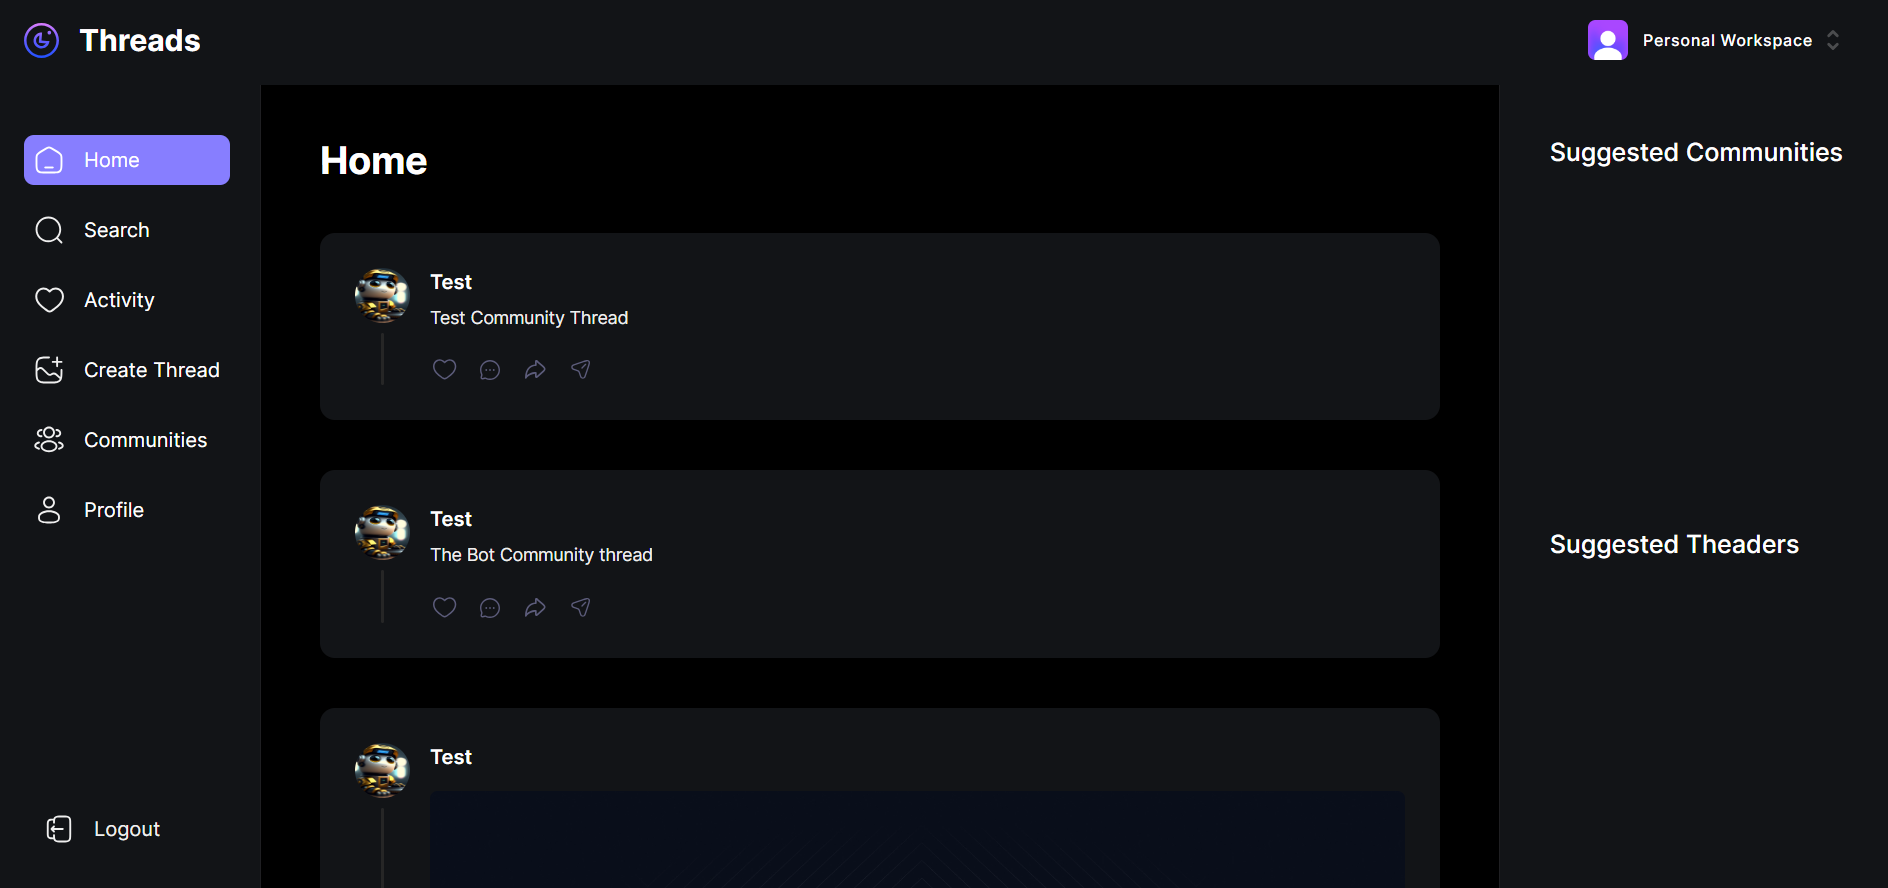 Threads
Personal Workspace
Home
Search
Activity
Create Thread
Communities
Profile
Logout
Home
Test
Test Community Thread
Test
The Bot Community thread
Test
Suggested Communities
Suggested Theaders